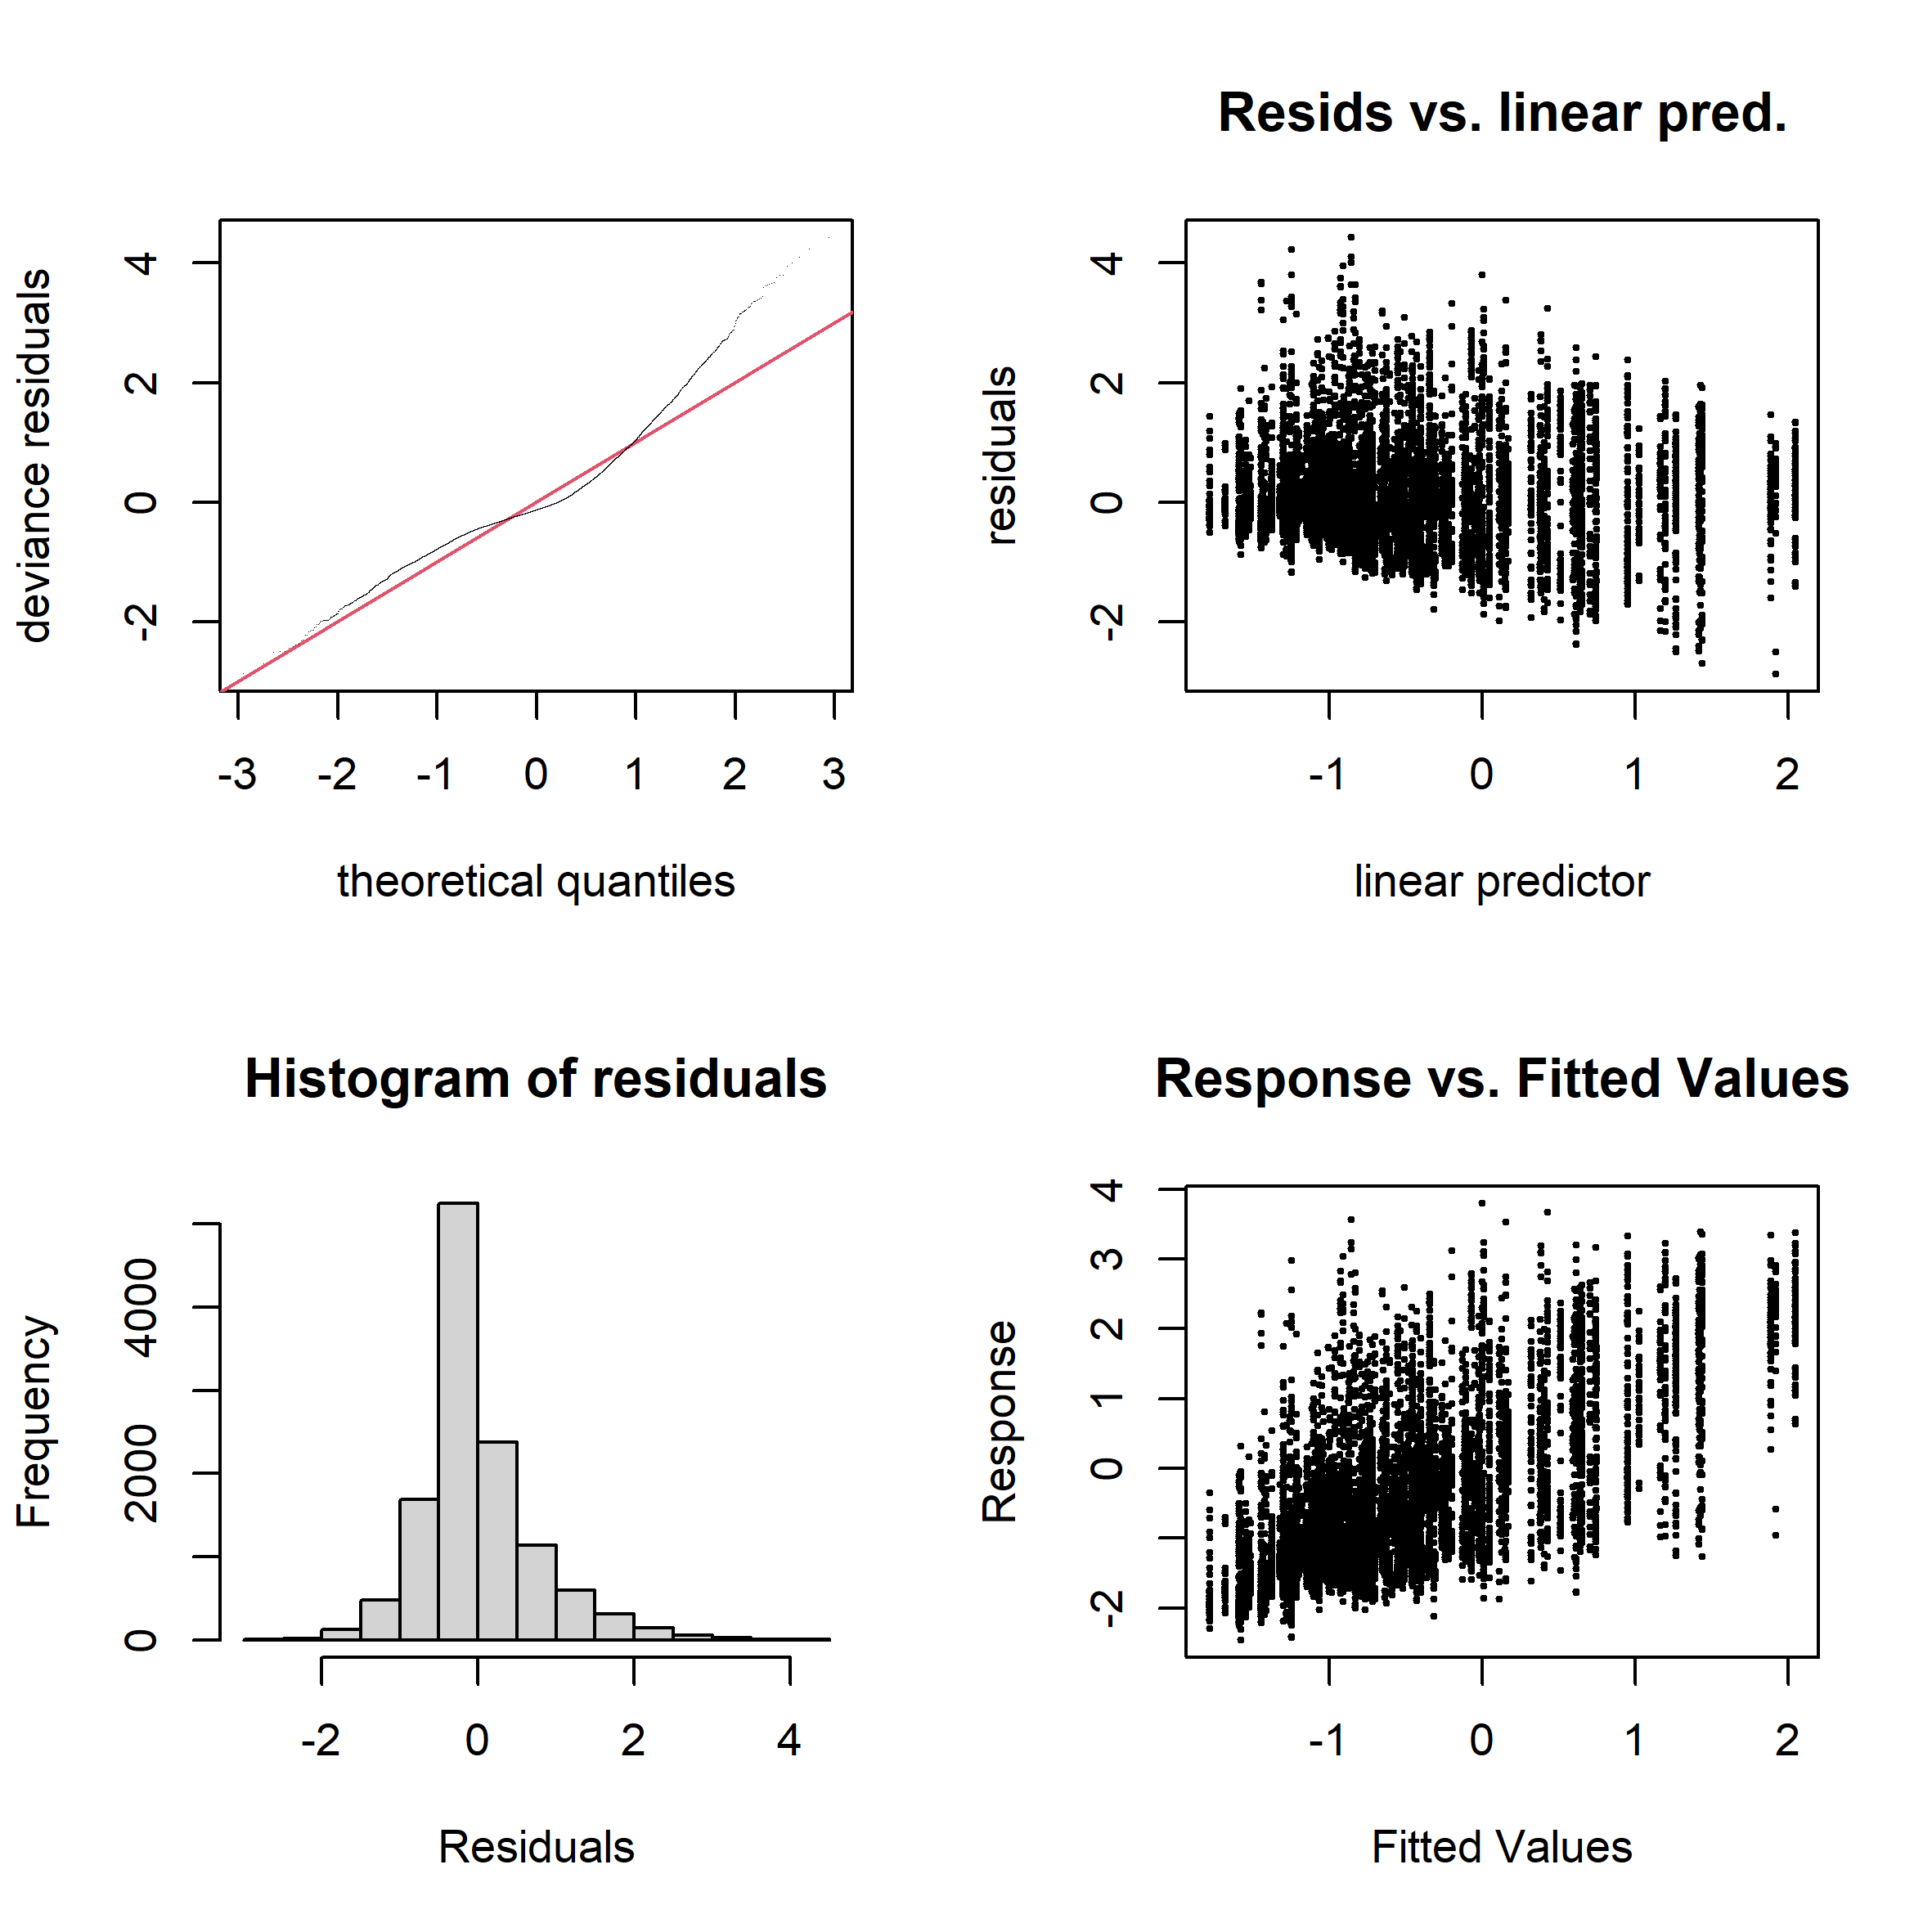 deviance residuals
4
2
0
-2
-3 -2 -1 0 1 2 3
theoretical quantiles
Resids vs. linear pred.
residuals
4
2
0
-2
-1 0 1 2
linear predictor
Histogram of residuals
Frequency
4000
2000
0
-2 0 2 4
Residuals
Response vs. Fitted Values
Response
4
3
2
1
0
-2
-1 0 1 2
Fitted Values